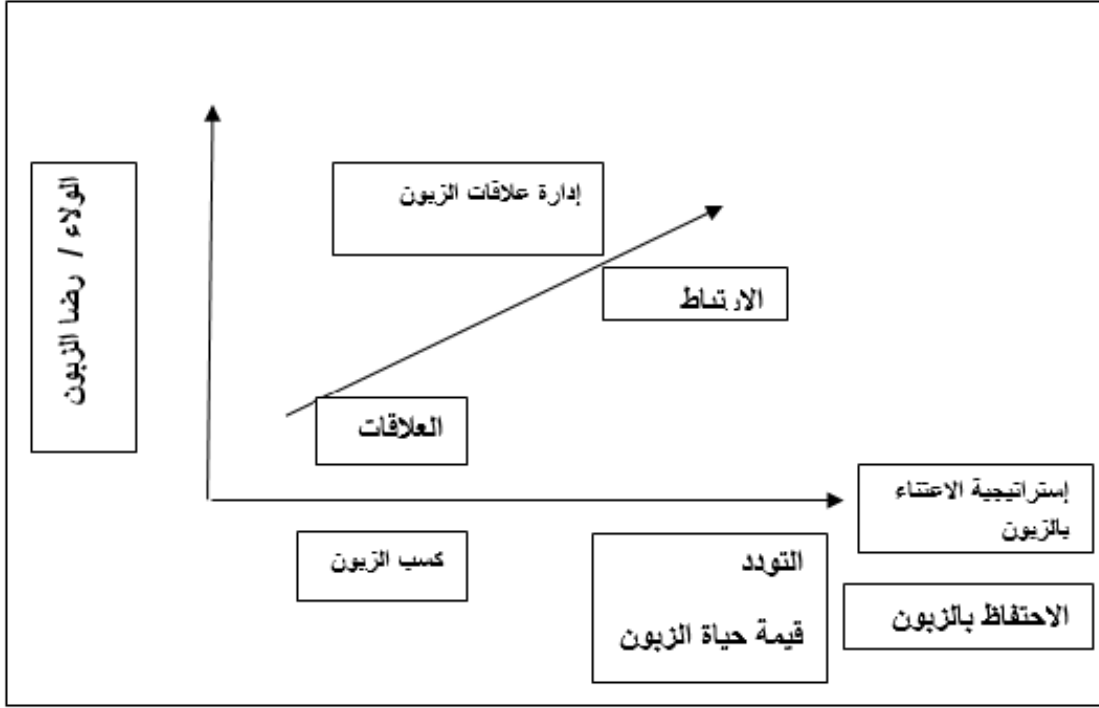 إدارة علاقات الزبون
الولاء / رضا الزبون
الارتباط
العلاقات
إستراتيجية الاعتناء
بالزبون
كسب الزبون
التودد
قيمة حياة الزبون
الاحتفاظ بالزبون